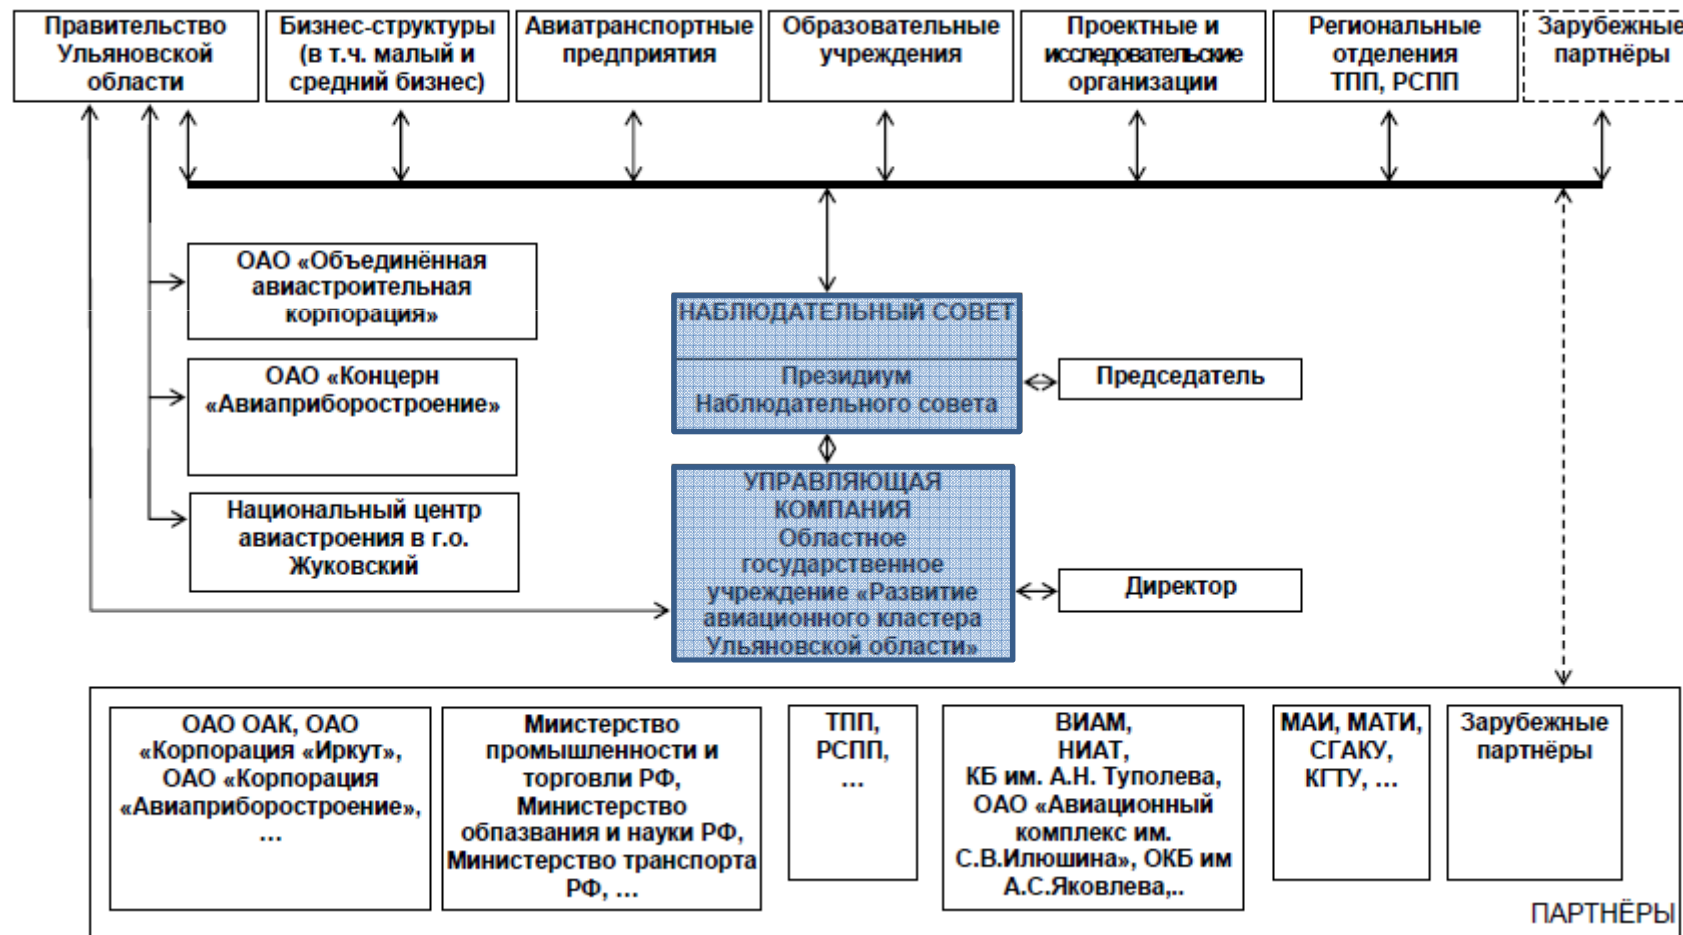 Правительство
Ульяновской
области
Бизнес-структуры
(в т.ч. малый и
средний бизнес)
Авиатранспортные
предприятия
Образовательные
учреждения
Проектные и
исследовательские
организации
Региональные
отделения
ТПП, РСПП
Зарубежные
партнёры
ОАО «Объединённая
авиастроительная
корпорация»
ОАО «Концерн
«Авиаприборостроение»
Национальный центр
авиастроения в г.о.
Жуковский
НАБЛЮДАТЕЛЬНЫЙ СОВЕТ
Президиум
Наблюдательного совета
Председатель
УПРАВЛЯЮЩАЯ
КОМПАНИЯ
Областное
государственное
учреждение «Развитие
авиационного кластера
Ульяновской области»
Директор
ОАО ОАК, ОАО
«Корпорация «Иркут»,
ОАО «Корпорация
«Авиаприборостроение»,
...
Миистерство
промышленности и
торговли РФ,
Министерство
обпазвания и науки РФ,
Министерство транспорта
РФ, ...
ТПП,
РСПП,
...
ВИАМ,
НИАТ,
КБ им. А.Н. Туполева,
ОАО «Авиационный
комплекс им.
С.В.Илюшина», ОКБ им
А.С.Яковлева,..
МАИ, МАТИ,
СГАКУ,
КГТУ, ...
Зарубежные
партнёры
ПАРТНЁРЫ